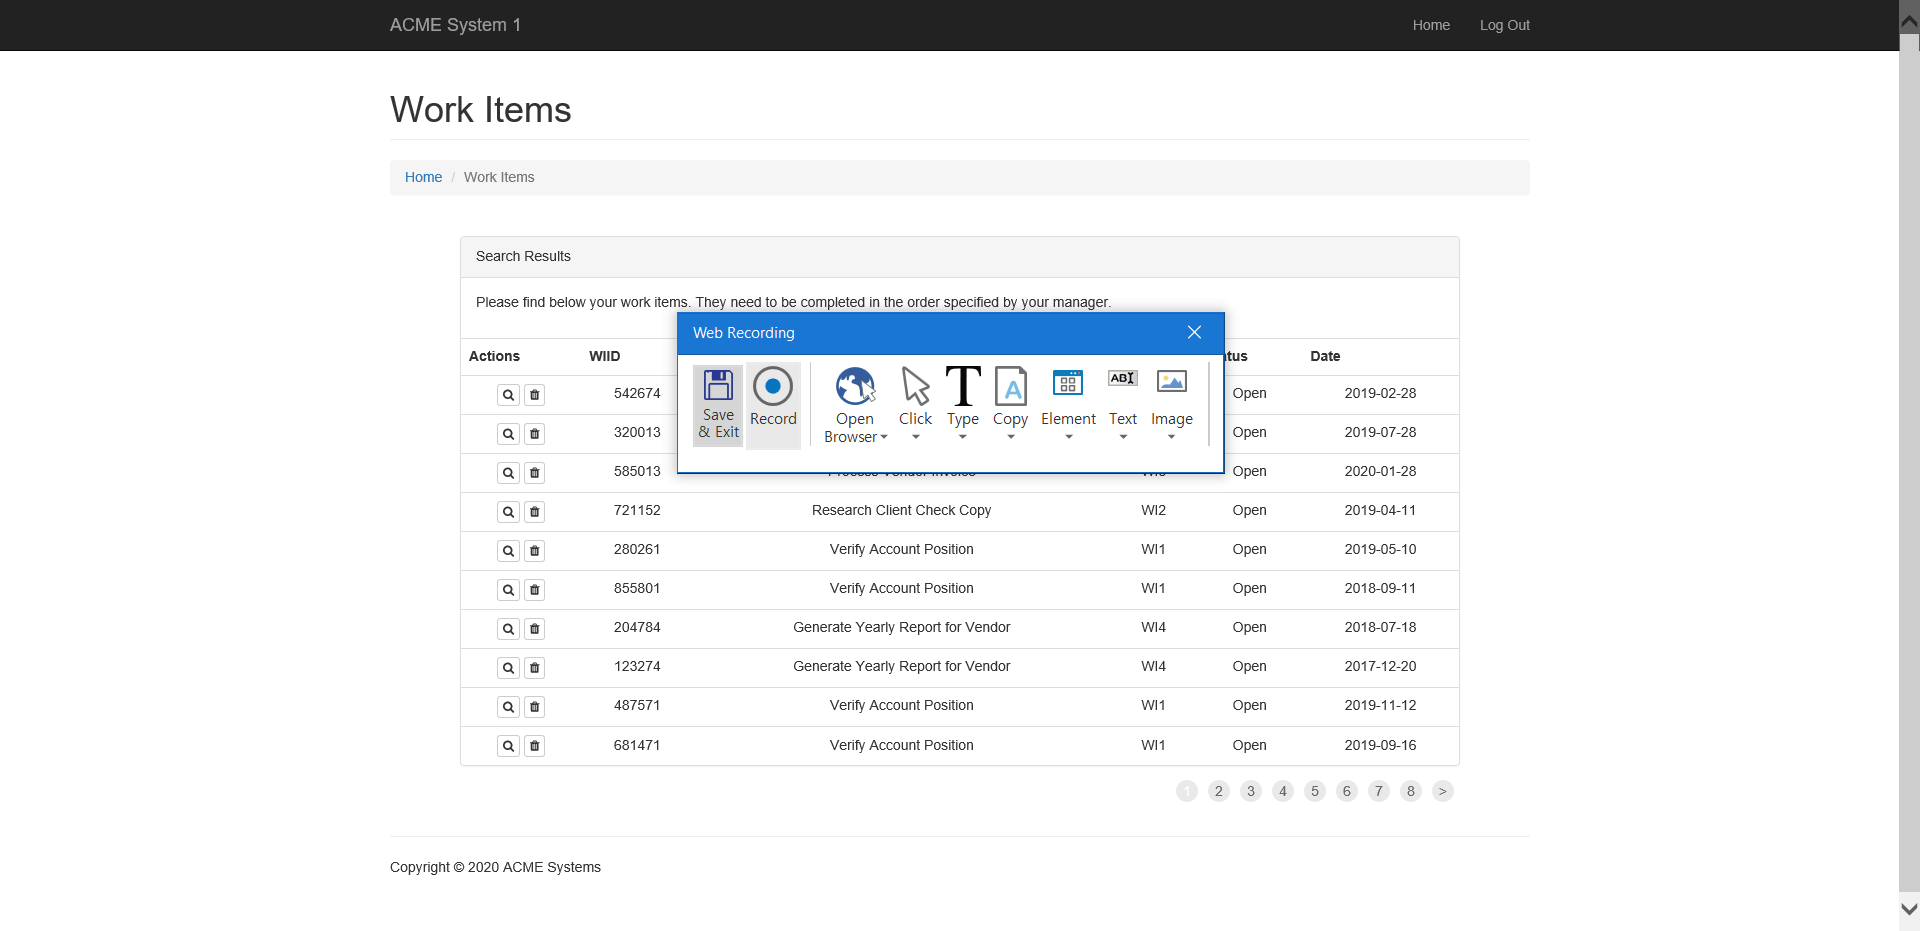 ACME System 1 Home Log Out
Work Items
Home / Work Items
Search Results
Please find below your work items. They need to be completed in the order specified by your manager.
Web Recording
Actions WIID tus Date
Save & Exit Record Open Browser Click Type Copy Element Text Image
542674 Open 2019-02-28
320013 Open 2019-07-28
585013 Open 2020-01-28
721152 Research Client Check Copy WI2 Open 2019-04-11
280261 Verify Account Position WI1 Open 2019-05-10
855801 Verify Account Position WI1 Open 2018-09-11
204784 Generate Yearly Report for Vendor WI4 Open 2018-07-18
123274 Generate Yearly Report for Vendor WI4 Open 2017-12-20
487571 Verify Account Position WI1 Open 2019-11-12
681471 Verify Account Position WI1 Open 2019-09-16
1 2 3 4 5 6 7 8 >
Copyright © 2020 ACME Systems